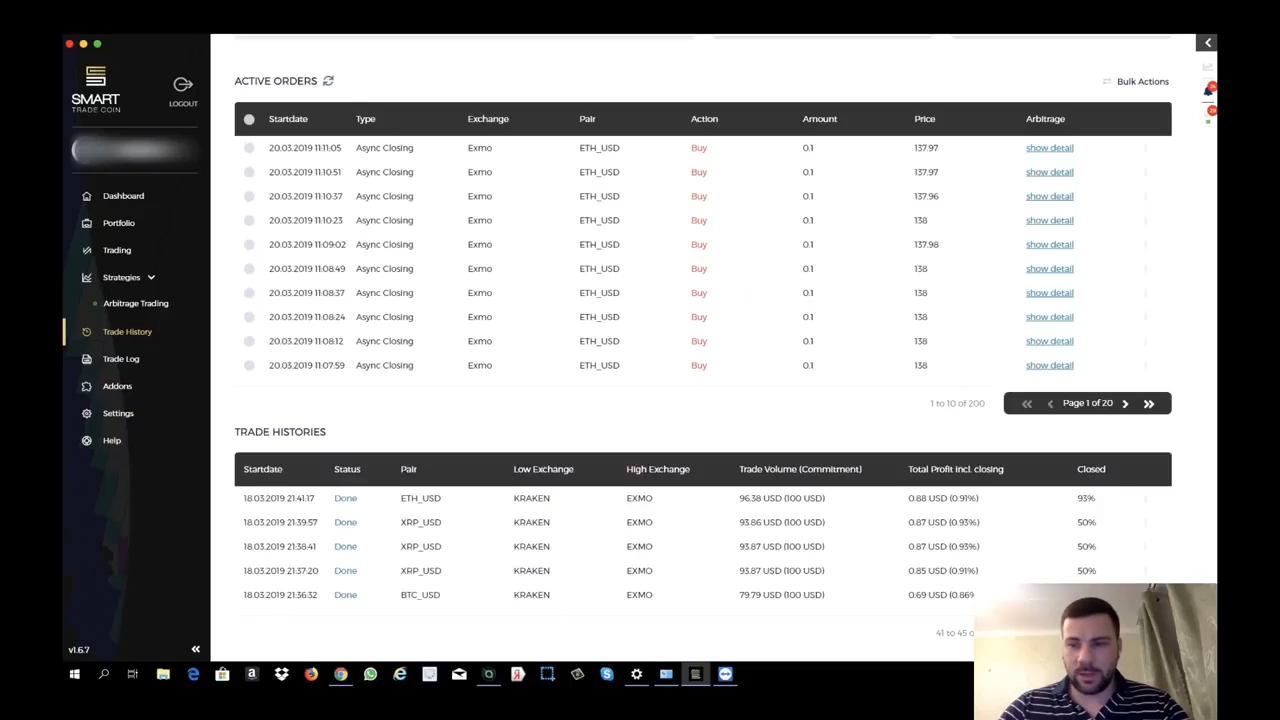 SMART
TRADE COIN
LOGOUT
Dashboard
Portfolio
Trading
Strategies
Arbitrage Trading
Trade History
Trade Log
Addons
Settings
Help
v1.6.7
ACTIVE ORDERS
Bulk Actions
Startdate Type Exchange Pair Action Amount Price Arbitrage
20.03.2019 11:11:05 Async Closing Exmo ETH_USD Buy 0.1 137.97 show detail
20.03.2019 11:10:51 Async Closing Exmo ETH_USD Buy 0.1 137.97 show detail
20.03.2019 11:10:37 Async Closing Exmo ETH_USD Buy 0.1 137.96 show detail
20.03.2019 11:10:23 Async Closing Exmo ETH_USD Buy 0.1 138 show detail
20.03.2019 11:09:02 Async Closing Exmo ETH_USD Buy 0.1 137.98 show detail
20.03.2019 11:08:49 Async Closing Exmo ETH_USD Buy 0.1 138 show detail
20.03.2019 11:08:37 Async Closing Exmo ETH_USD Buy 0.1 138 show detail
20.03.2019 11:08:24 Async Closing Exmo ETH_USD Buy 0.1 138 show detail
20.03.2019 11:08:12 Async Closing Exmo ETH_USD Buy 0.1 138 show detail
20.03.2019 11:07:59 Async Closing Exmo ETH_USD Buy 0.1 138 show detail
1 to 10 of 200 Page 1 of 20
TRADE HISTORIES
Startdate Status Pair Low Exchange High Exchange Trade Volume (Commitment) Total Profit incl. closing Closed
18.03.2019 21:41:17 Done ETH_USD KRAKEN EXMO 96.38 USD (100 USD) 0.88 USD (0.91%) 93%
18.03.2019 21:39:57 Done XRP_USD KRAKEN EXMO 93.86 USD (100 USD) 0.87 USD (0.93%) 50%
18.03.2019 21:38:41 Done XRP_USD KRAKEN EXMO 93.87 USD (100 USD) 0.87 USD (0.93%) 50%
18.03.2019 21:37:20 Done XRP_USD KRAKEN EXMO 93.87 USD (100 USD) 0.85 USD (0.91%) 50%
18.03.2019 21:36:32 Done BTC_USD KRAKEN EXMO 79.79 USD (100 USD) 0.69 USD (0.86%
41 to 45 o